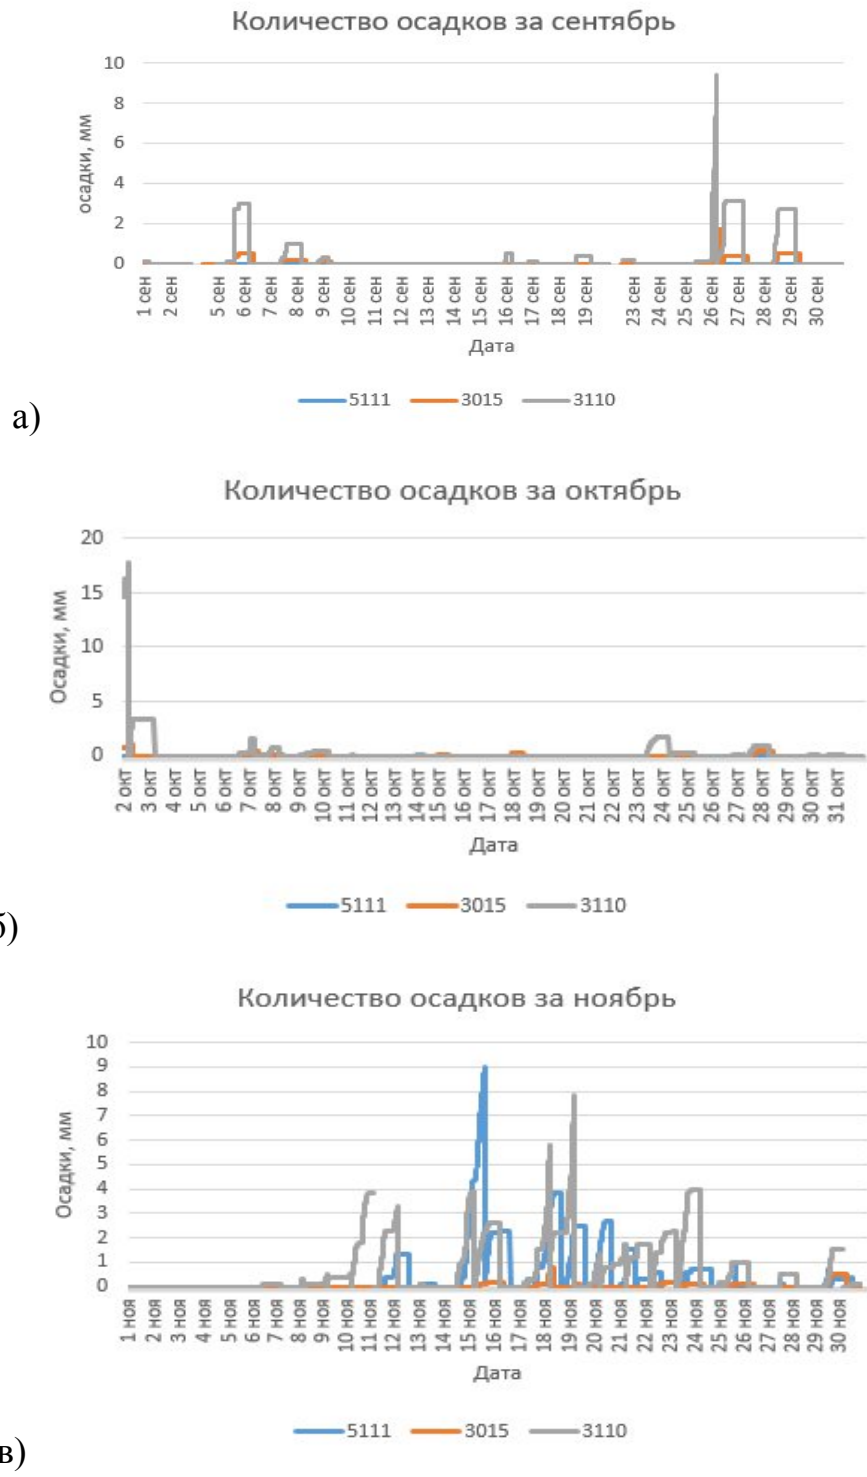 Количество осадков за сентябрь
10
8
6
4
2
0
осадки, мм
1 сен 2 сен 5 сен 6 сен 7 сен 8 сен 9 сен 10 сен 11 сен 12 сен 13 сен 14 сен 15 сен 16 сен 17 сен 18 сен 19 сен 23 сен 24 сен 25 сен 26 сен 27 сен 28 сен 29 сен 30 сен
Дата
5111 3015 3110
а)
Количество осадков за октябрь
20
15
10
5
0
Осадки, мм
2 окт 3 окт 4 окт 5 окт 6 окт 7 окт 8 окт 9 окт 10 окт 11 окт 12 окт 13 окт 14 окт 15 окт 16 окт 18 окт 19 окт 20 окт 21 окт 22 окт 23 окт 24 окт 25 окт 26 окт 27 окт 28 окт 29 окт 30 окт 31 окт
Дата
5111 3015 3110
б)
Количество осадков за ноябрь
10
9
8
7
6
5
4
3
2
1
0
Осадки, мм
1 ноя 2 ноя 3 ноя 4 ноя 5 ноя 6 ноя 7 ноя 8 ноя 9 ноя 10 ноя 11 ноя 12 ноя 13 ноя 14 ноя 15 ноя 16 ноя 17 ноя 18 ноя 19 ноя 20 ноя 21 ноя 22 ноя 23 ноя 24 ноя 25 ноя 26 ноя 27 ноя 28 ноя 29 ноя 30 ноя
Дата
5111 3015 3110
в)